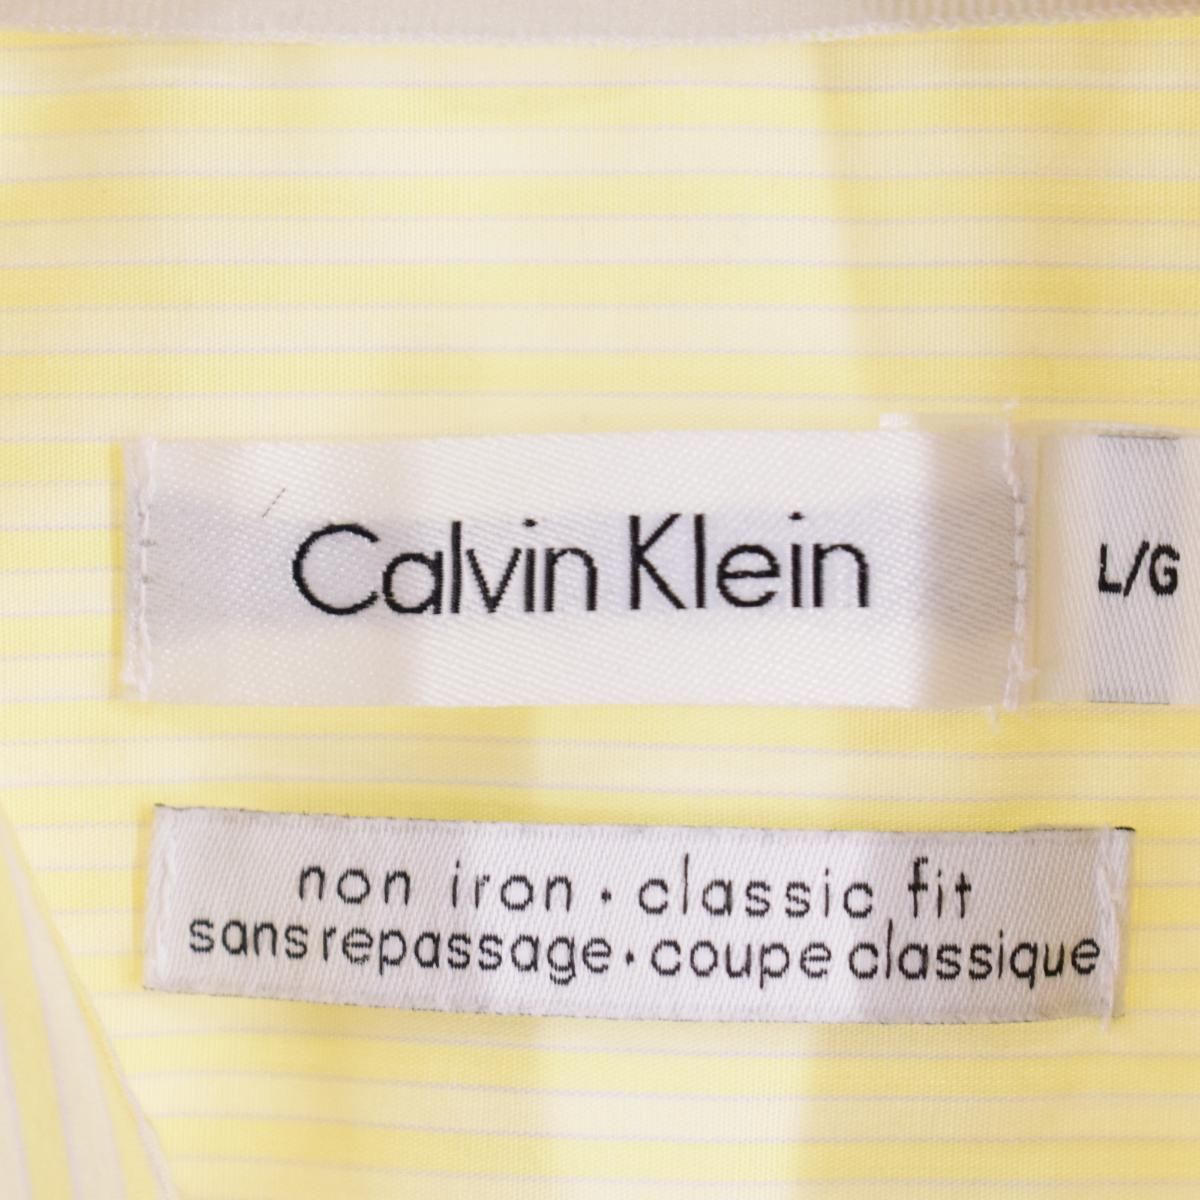 Calvin Klein
L/G
non iron · classic fit
sans repassage · coupe classique